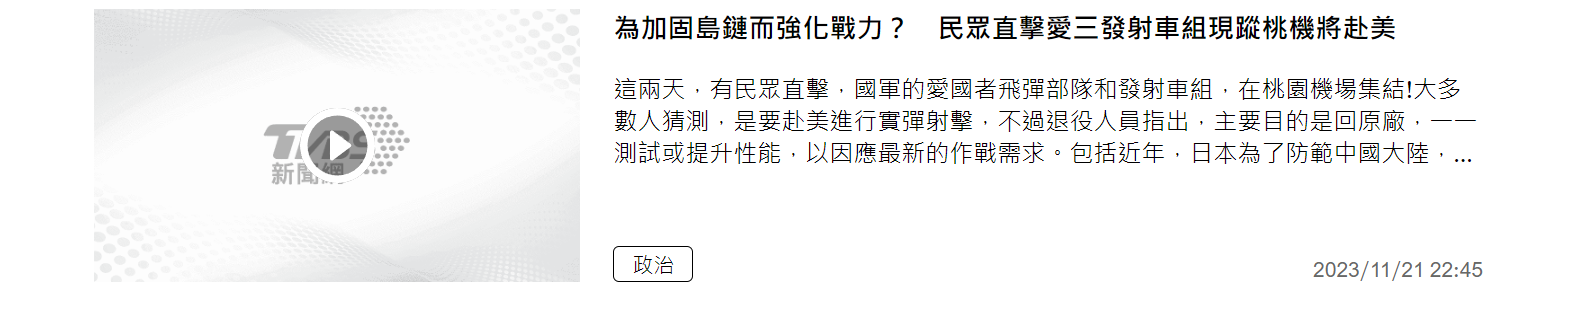 為加固島鏈而強化戰力？　民眾直擊愛三發射車組現蹤桃機將赴美
這兩天，有民眾直擊，國軍的愛國者飛彈部隊和發射車組，在桃園機場集結!大多
數人猜測，是要赴美進行實彈射擊，不過退役人員指出，主要目的是回原廠，一一
測試或提升性能，以因應最新的作戰需求。包括近年，日本為了防範中國大陸，...
TVBS
新聞網
政治
2023/11/21 22:45